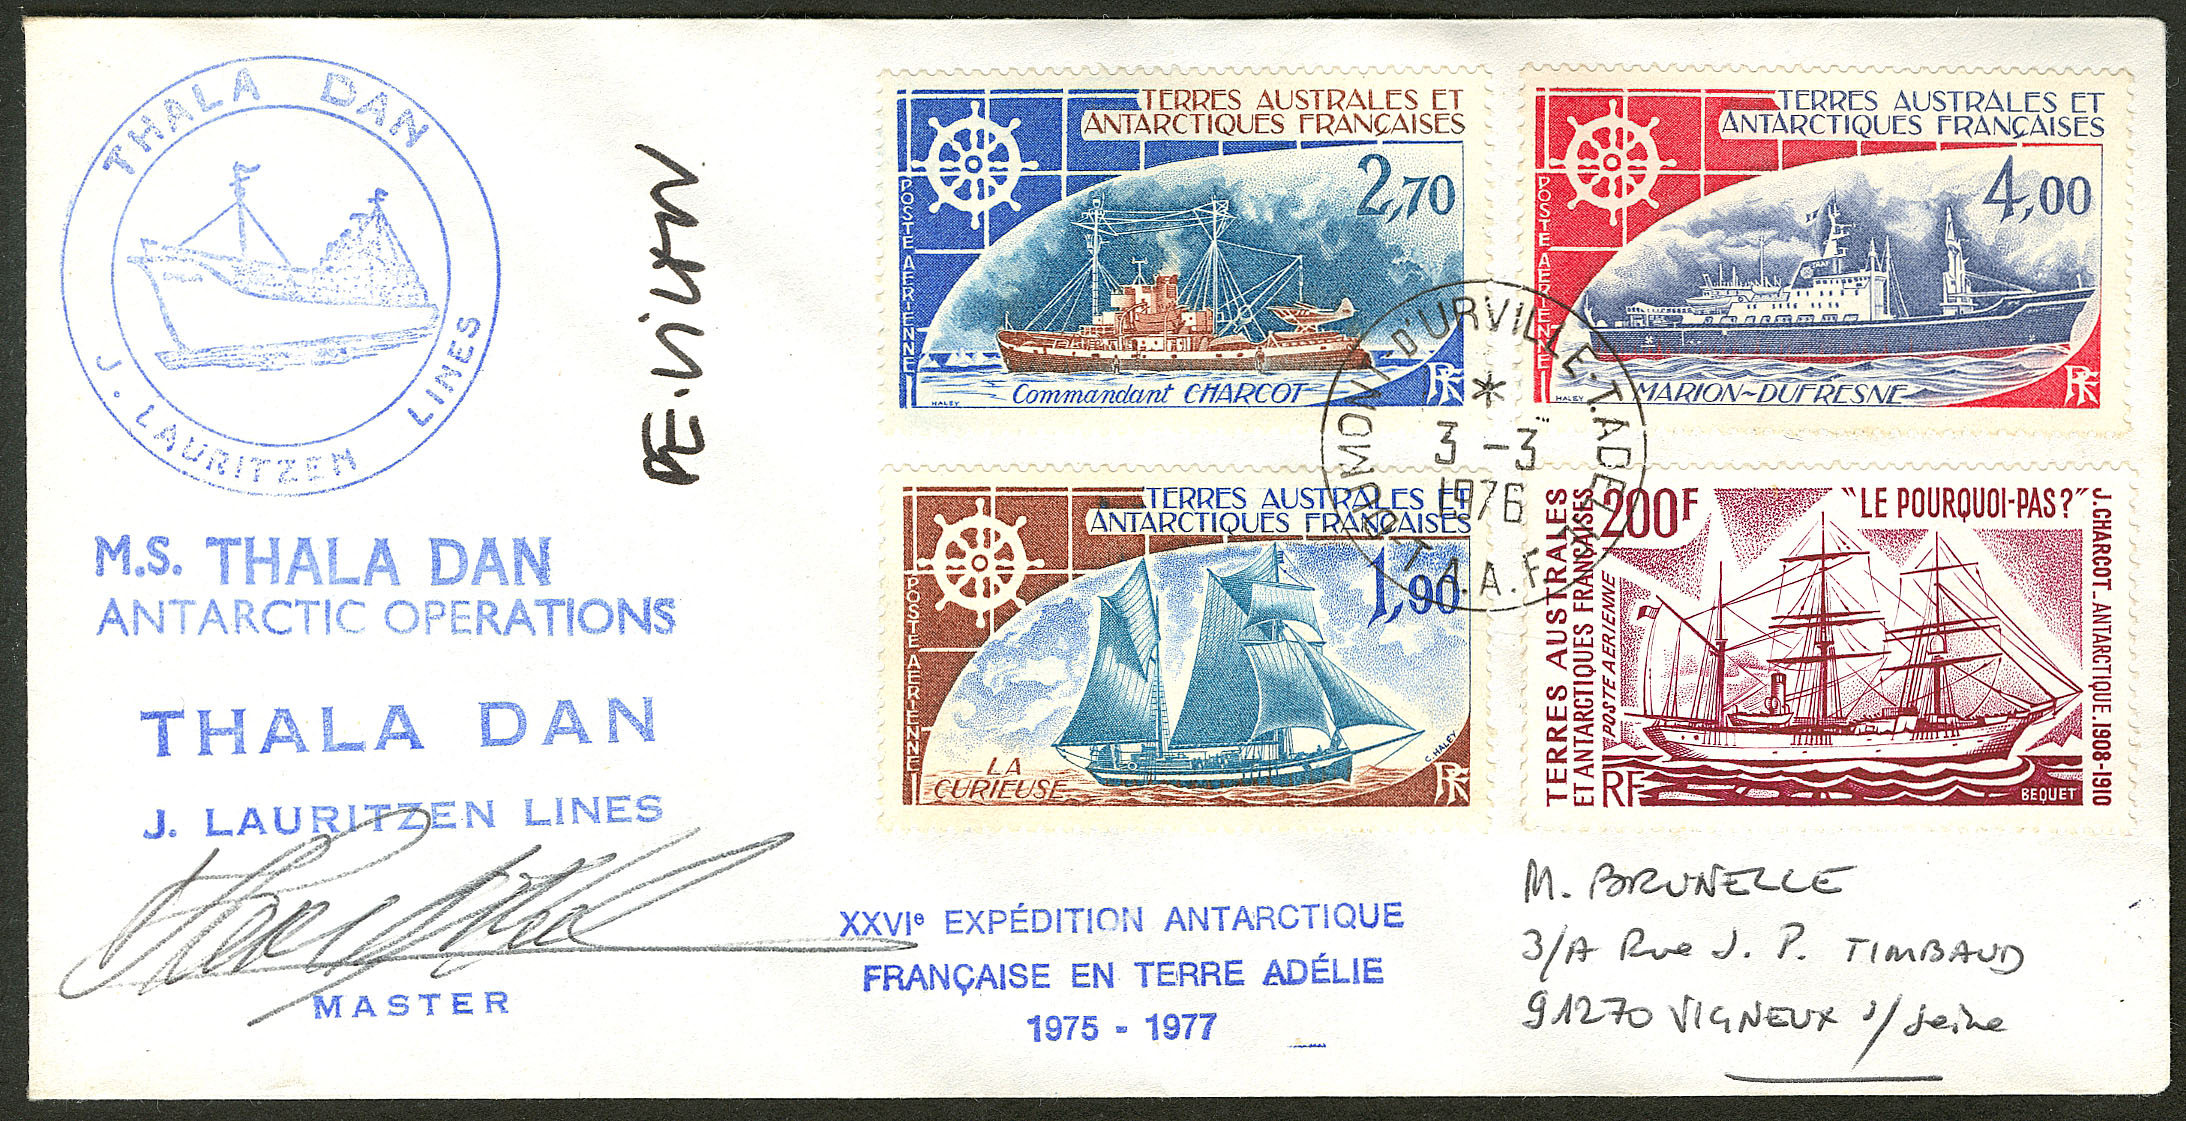 THALA DAN
J. LAURITZEN LINES
M.S. THALA DAN
ANTARCTIC OPERATIONS
THALA DAN
J. LAURITZEN LINES
MASTER
TERRES AUSTRALES ET
ANTARCTIQUES FRANÇAISES
2,70
POSTE AERIENNE
Commandant CHARCOT
HALEY
RF
TERRES AUSTRALES ET
ANTARCTIQUES FRANÇAISES
4,00
POSTE AERIENNE
TAAF
MARION~DUFRESNE
HALEY
RF
TERRES AUSTRALES ET
ANTARCTIQUES FRANÇAISES
1,90
POSTE AERIENNE
LA
CURIEUSE
C. HALEY
RF
TERRES AUSTRALES
ET ANTARCTIQUES FRANÇAISES
POSTE AERIENNE
200F
"LE POURQUOI-PAS?"
J. CHARCOT_ANTARCTIQUE. 1908-1910
RF
BEQUET
DUMONT-D'URVILLE-T.ADELIE
*
3 -3
1976
T.A.A.F.
XXVIe EXPÉDITION ANTARCTIQUE
FRANÇAISE EN TERRE ADÉLIE
1975 - 1977
M. BRUNELLE
3/A Rue J. P. TIMBAUD
91270 VIGNEUX s/Seine